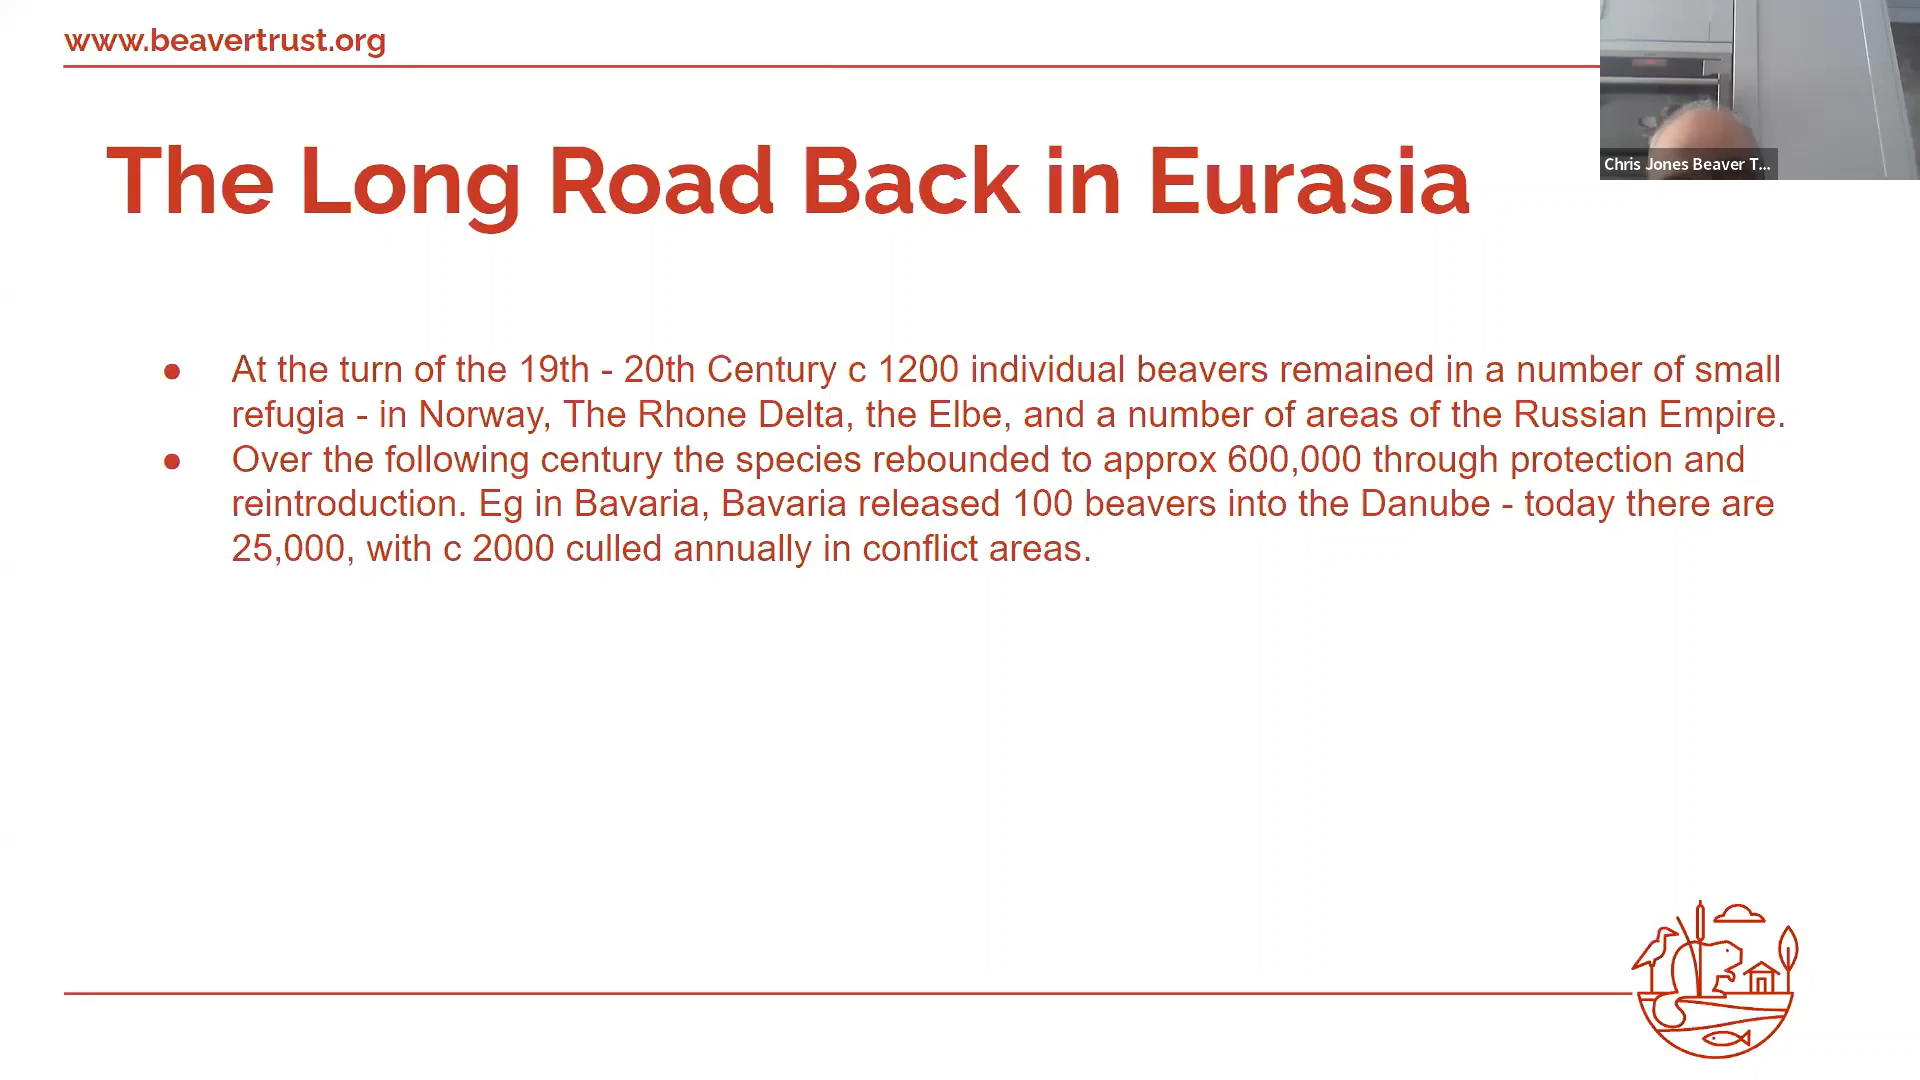 www.beavertrust.org
Chris Jones Beaver T...
The Long Road Back in Eurasia
● At the turn of the 19th - 20th Century c 1200 individual beavers remained in a number of small
refugia - in Norway, The Rhone Delta, the Elbe, and a number of areas of the Russian Empire.
● Over the following century the species rebounded to approx 600,000 through protection and
reintroduction. Eg in Bavaria, Bavaria released 100 beavers into the Danube - today there are
25,000, with c 2000 culled annually in conflict areas.